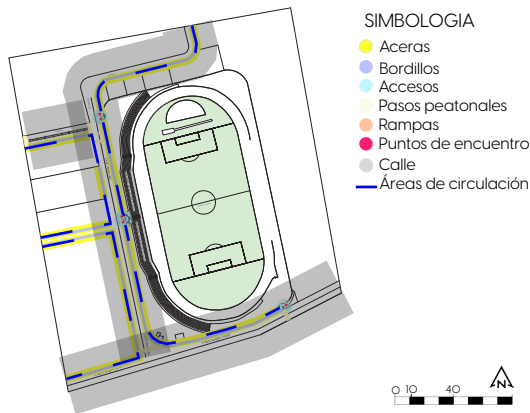 SIMBOLOGIA
Aceras
Bordillos
Accesos
Pasos peatonales
Rampas
Puntos de encuentro
Calle
Áreas de circulación
N
0 10 40